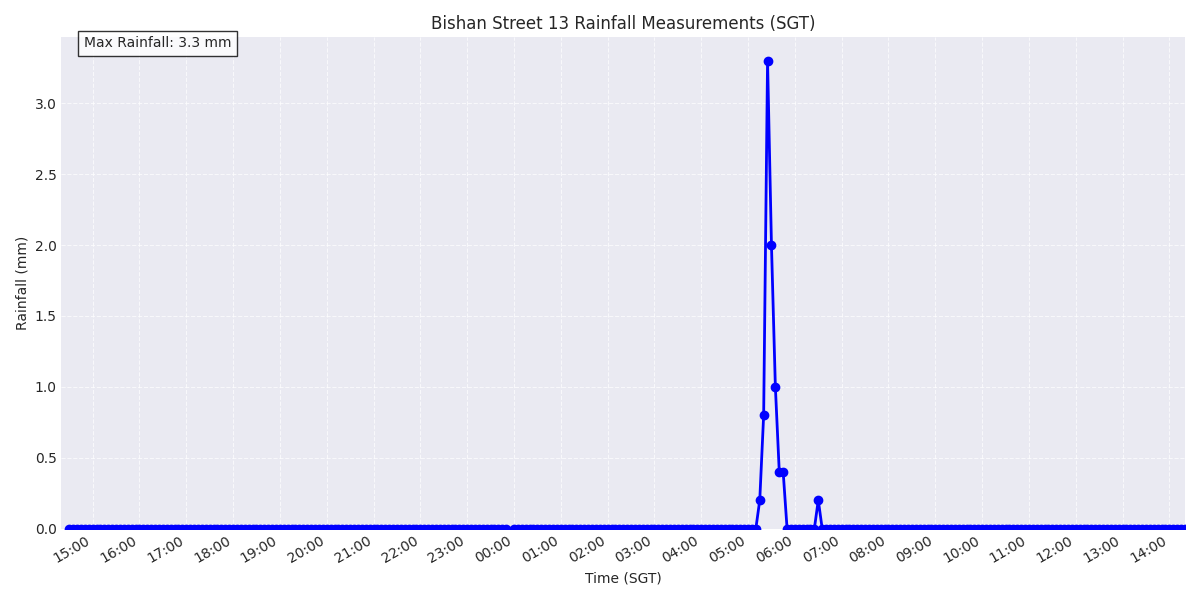 Bishan Street 13 Rainfall Measurements (SGT)
Max Rainfall: 3.3 mm
Rainfall (mm)
3.0
2.5
2.0
1.5
1.0
0.5
0.0
15:00 16:00 17:00 18:00 19:00 20:00 21:00 22:00 23:00 00:00 01:00 02:00 03:00 04:00 05:00 06:00 07:00 08:00 09:00 10:00 11:00 12:00 13:00 14:00
Time (SGT)